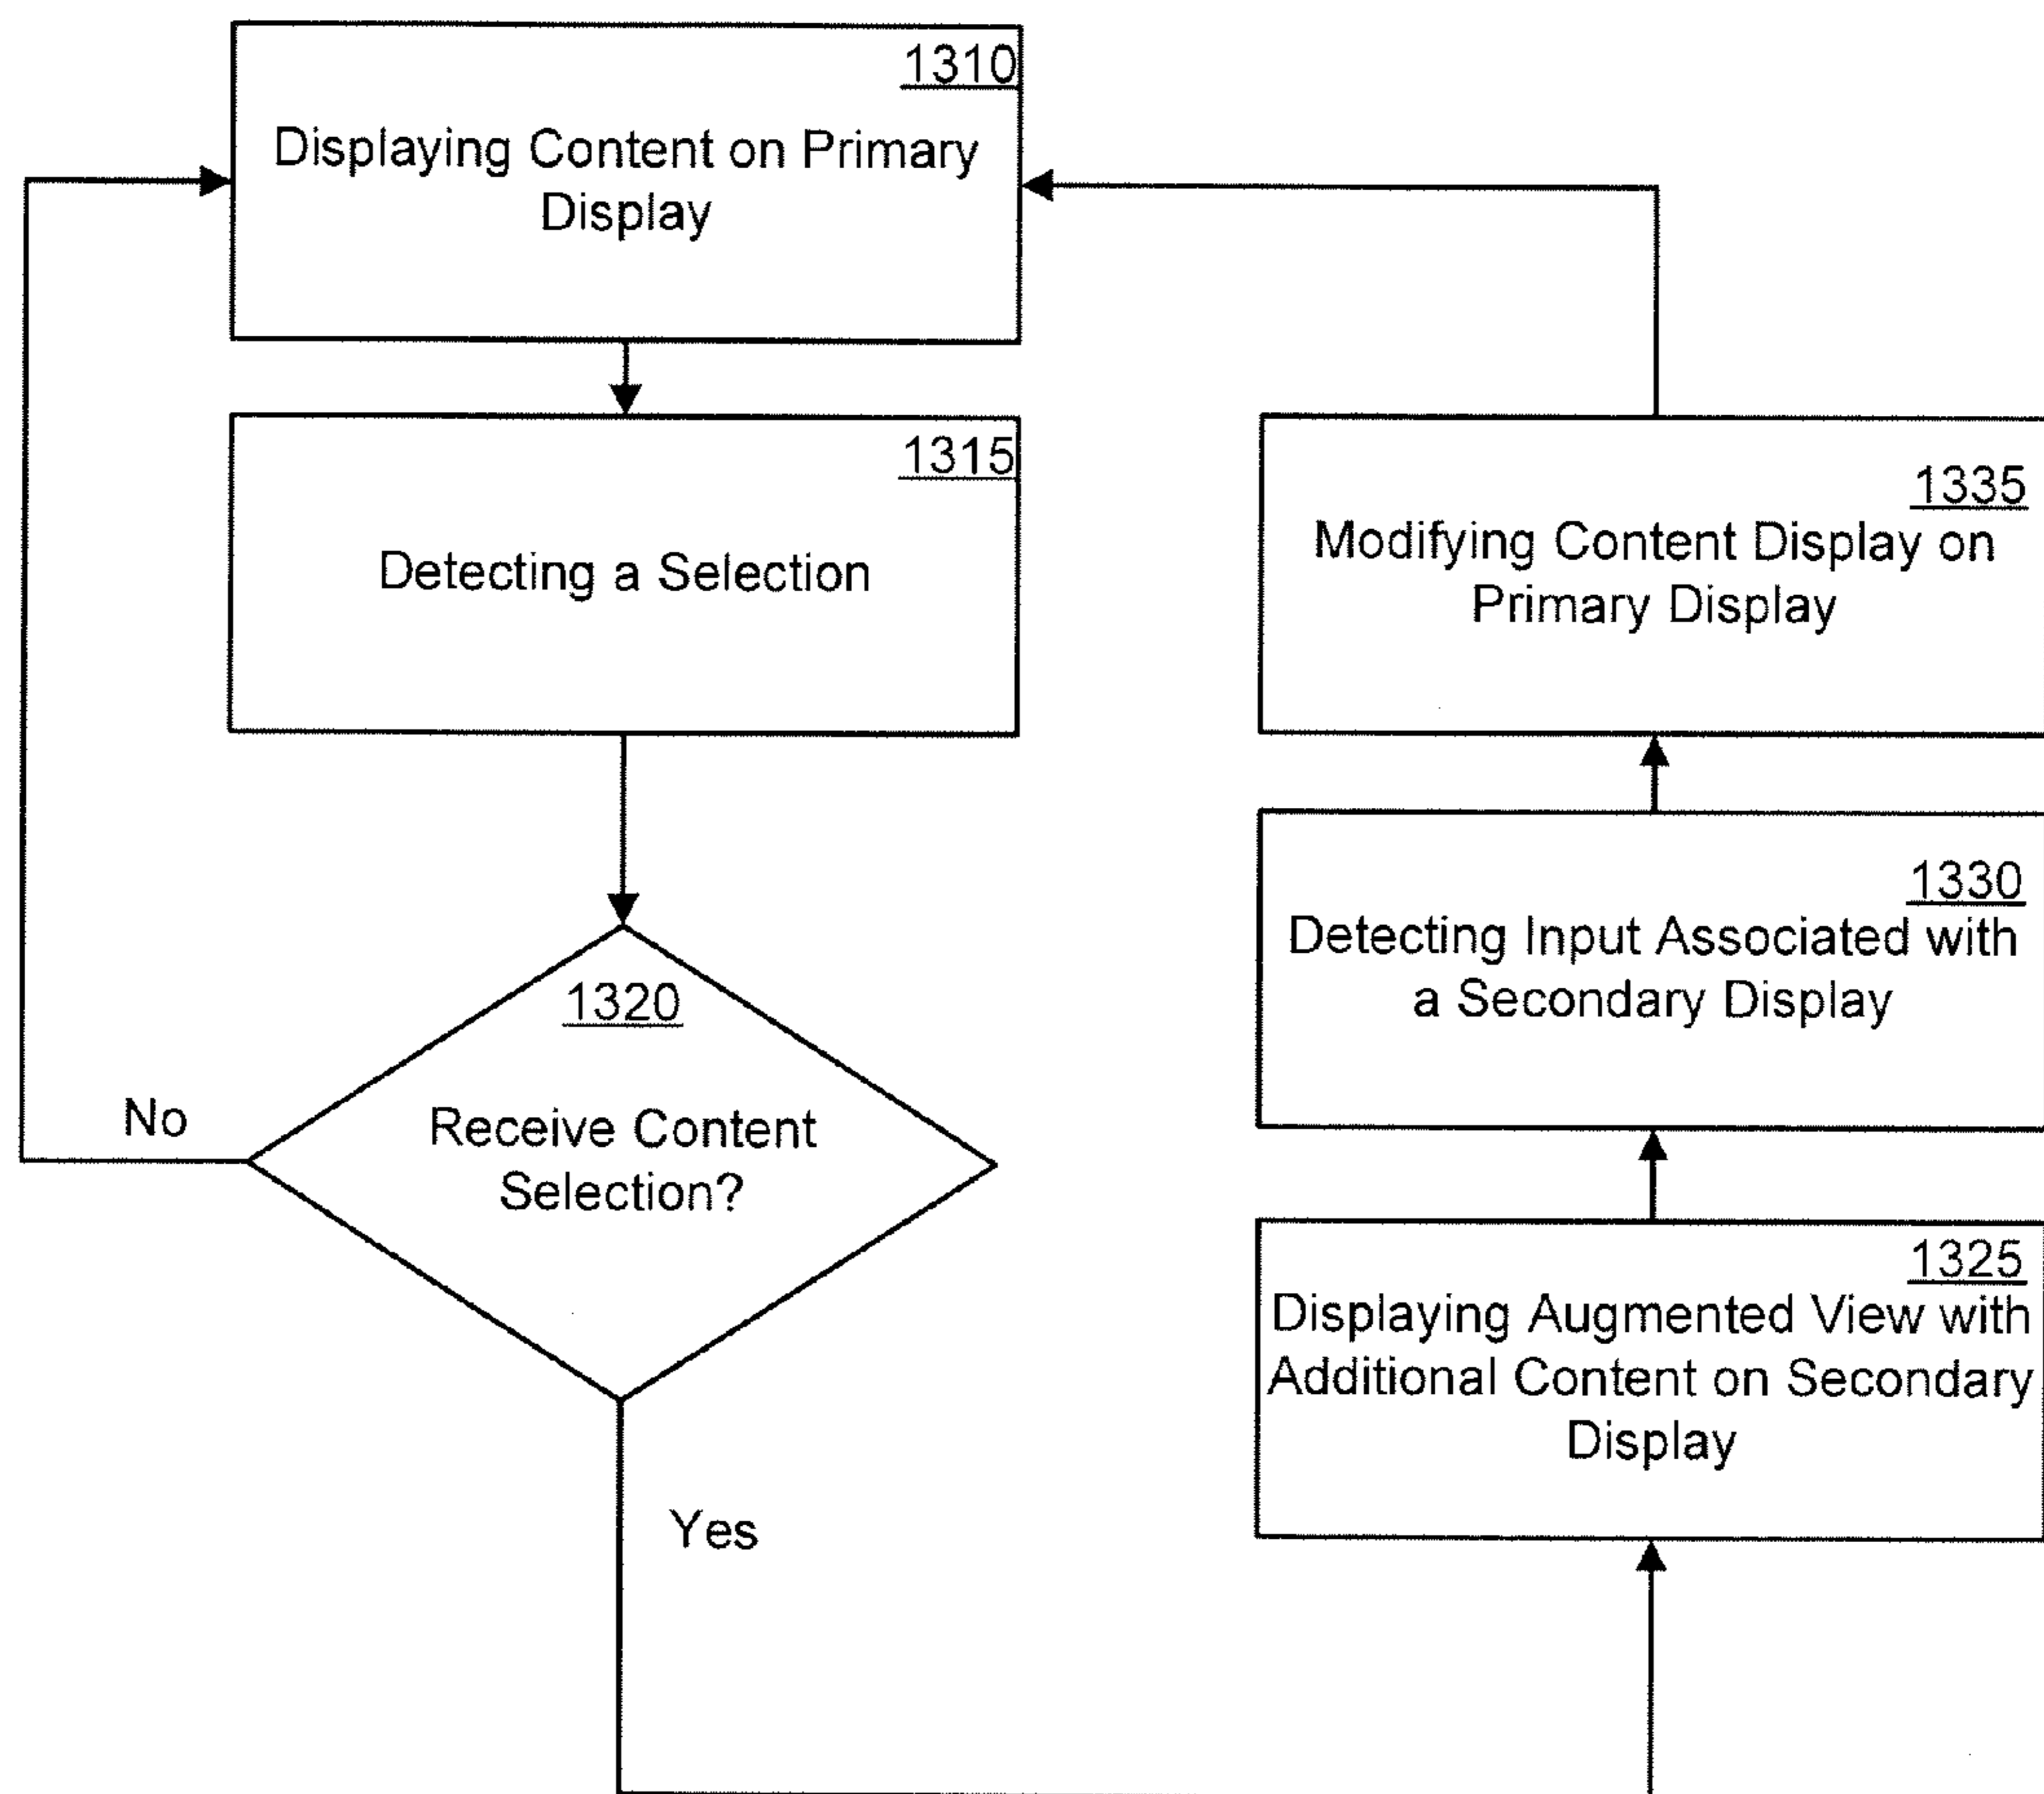 1310
Displaying Content on Primary
Display
1315
Detecting a Selection
1320
Receive Content
Selection?
No
Yes
1325
Displaying Augmented View with
Additional Content on Secondary
Display
1330
Detecting Input Associated with
a Secondary Display
1335
Modifying Content Display on
Primary Display